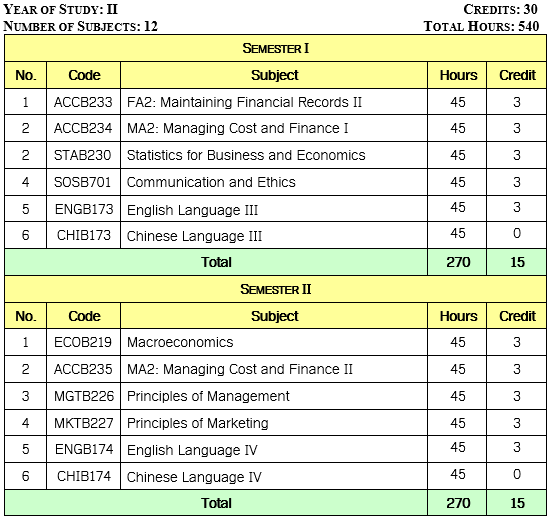 YEAR OF STUDY: II CREDITS: 30
NUMBER OF SUBJECTS: 12 TOTAL HOURS: 540
SEMESTER I
No. Code Subject Hours Credit
1 ACCB233 FA2: Maintaining Financial Records II 45 3
2 ACCB234 MA2: Managing Cost and Finance I 45 3
2 STAB230 Statistics for Business and Economics 45 3
4 SOSB701 Communication and Ethics 45 3
5 ENGB173 English Language III 45 3
6 CHIB173 Chinese Language III 45 0
Total 270 15
SEMESTER II
No. Code Subject Hours Credit
1 ECOB219 Macroeconomics 45 3
2 ACCB235 MA2: Managing Cost and Finance II 45 3
3 MGTB226 Principles of Management 45 3
4 MKTB227 Principles of Marketing 45 3
5 ENGB174 English Language IV 45 3
6 CHIB174 Chinese Language IV 45 0
Total 270 15